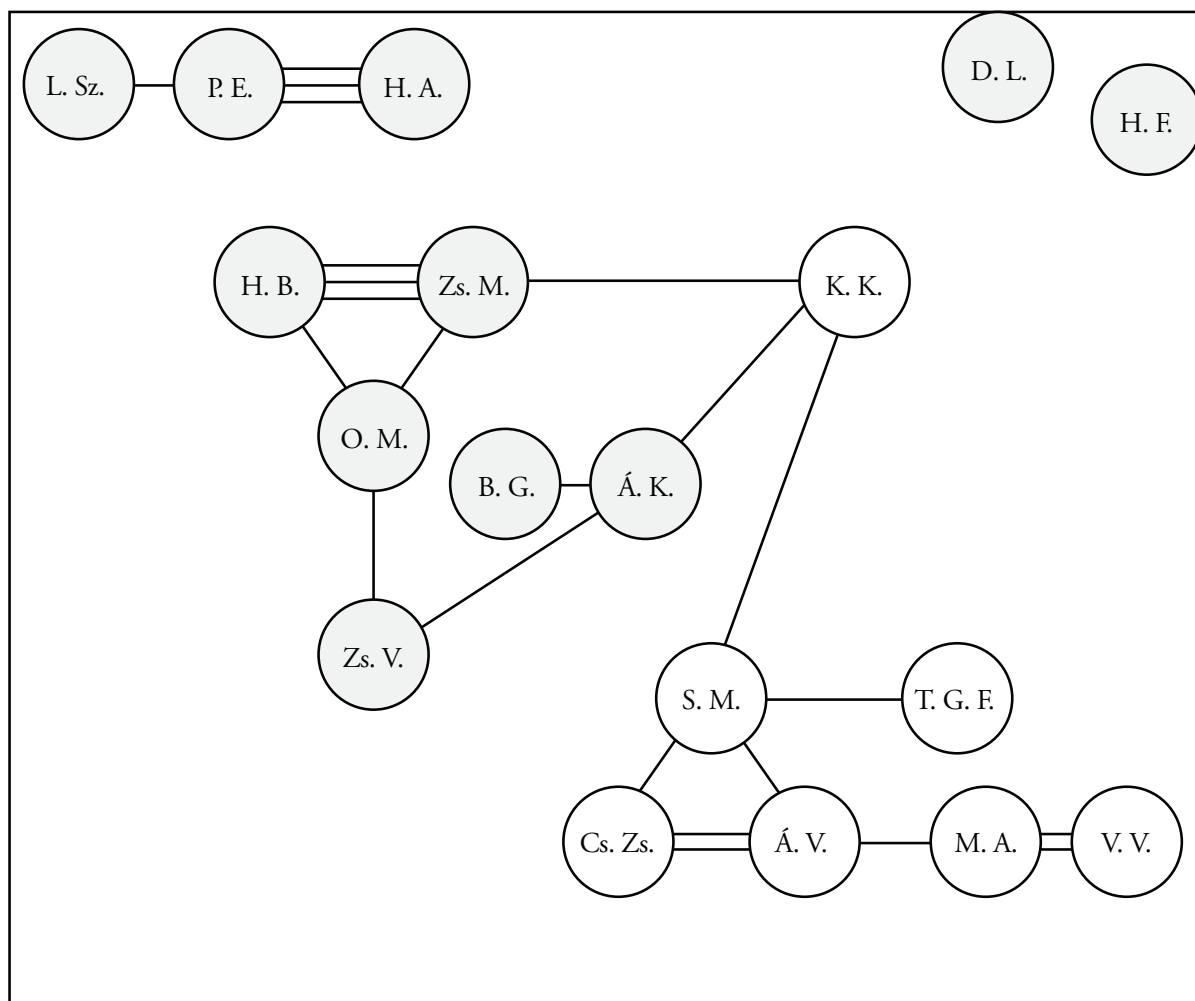 L. Sz.
P. E.
H. A.
D. L.
H. F.
H. B.
Zs. M.
K. K.
O. M.
B. G.
Á. K.
Zs. V.
S. M.
T. G. F.
Cs. Zs.
Á. V.
M. A.
V. V.